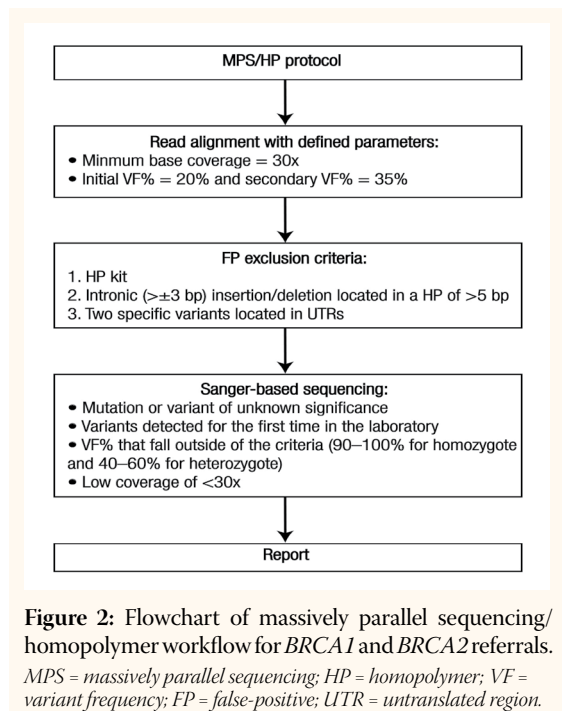 MPS/HP protocol
Read alignment with defined parameters:
• Minmum base coverage = 30x
• Initial VF% = 20% and secondary VF% = 35%
FP exclusion criteria:
1. HP kit
2. Intronic (>±3 bp) insertion/deletion located in a HP of >5 bp
3. Two specific variants located in UTRs
Sanger-based sequencing:
• Mutation or variant of unknown significance
• Variants detected for the first time in the laboratory
• VF% that fall outside of the criteria (90–100% for homozygote
and 40–60% for heterozygote)
• Low coverage of <30x
Report
Figure 2: Flowchart of massively parallel sequencing/
homopolymer workflow for BRCA1 and BRCA2 referrals.
MPS = massively parallel sequencing; HP = homopolymer; VF =
variant frequency; FP = false-positive; UTR = untranslated region.